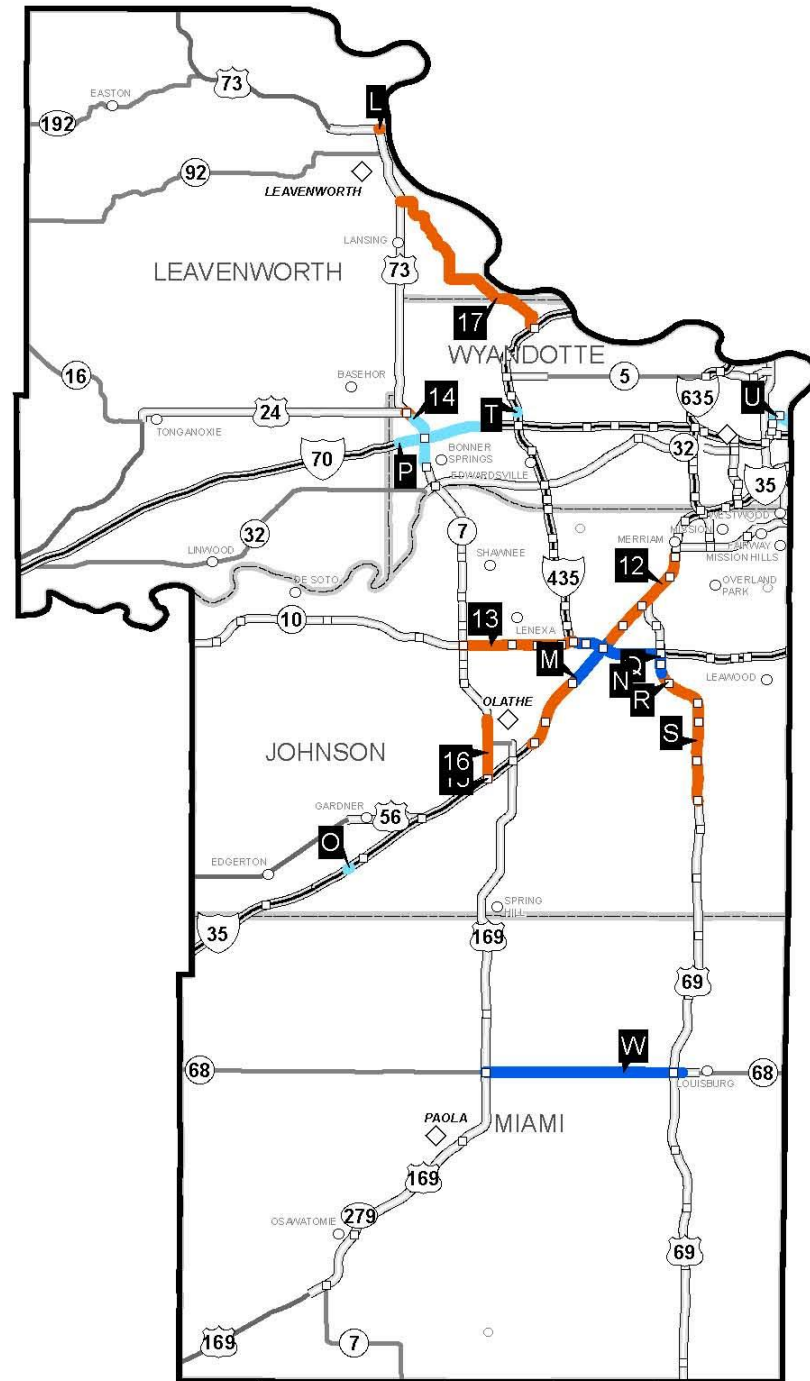 L
73
EASTON
192
92
LEAVENWORTH
LANSING
73
LEAVENWORTH
17
WYANDOTTE
16
BASEHOR
5
635
14
T
U
24
TONGANOXIE
70
P
BONNER
SPRINGS
32
EDWARDSVILLE
35
7
WESTWOOD
32
MISSION
MERRIAM
FAIRWAY
LINWOOD
SHAWNEE
MISSION HILLS
435
12
DE SOTO
OVERLAND
PARK
10
13
LENEXA
M
Q
N
R
LEAWOOD
OLATHE
S
JOHNSON
16
GARDNER
56
O
EDGERTON
SPRING
HILL
35
169
69
W
68
68
LOUISBURG
PAOLA
MIAMI
169
279
OSAWATOMIE
69
169
7